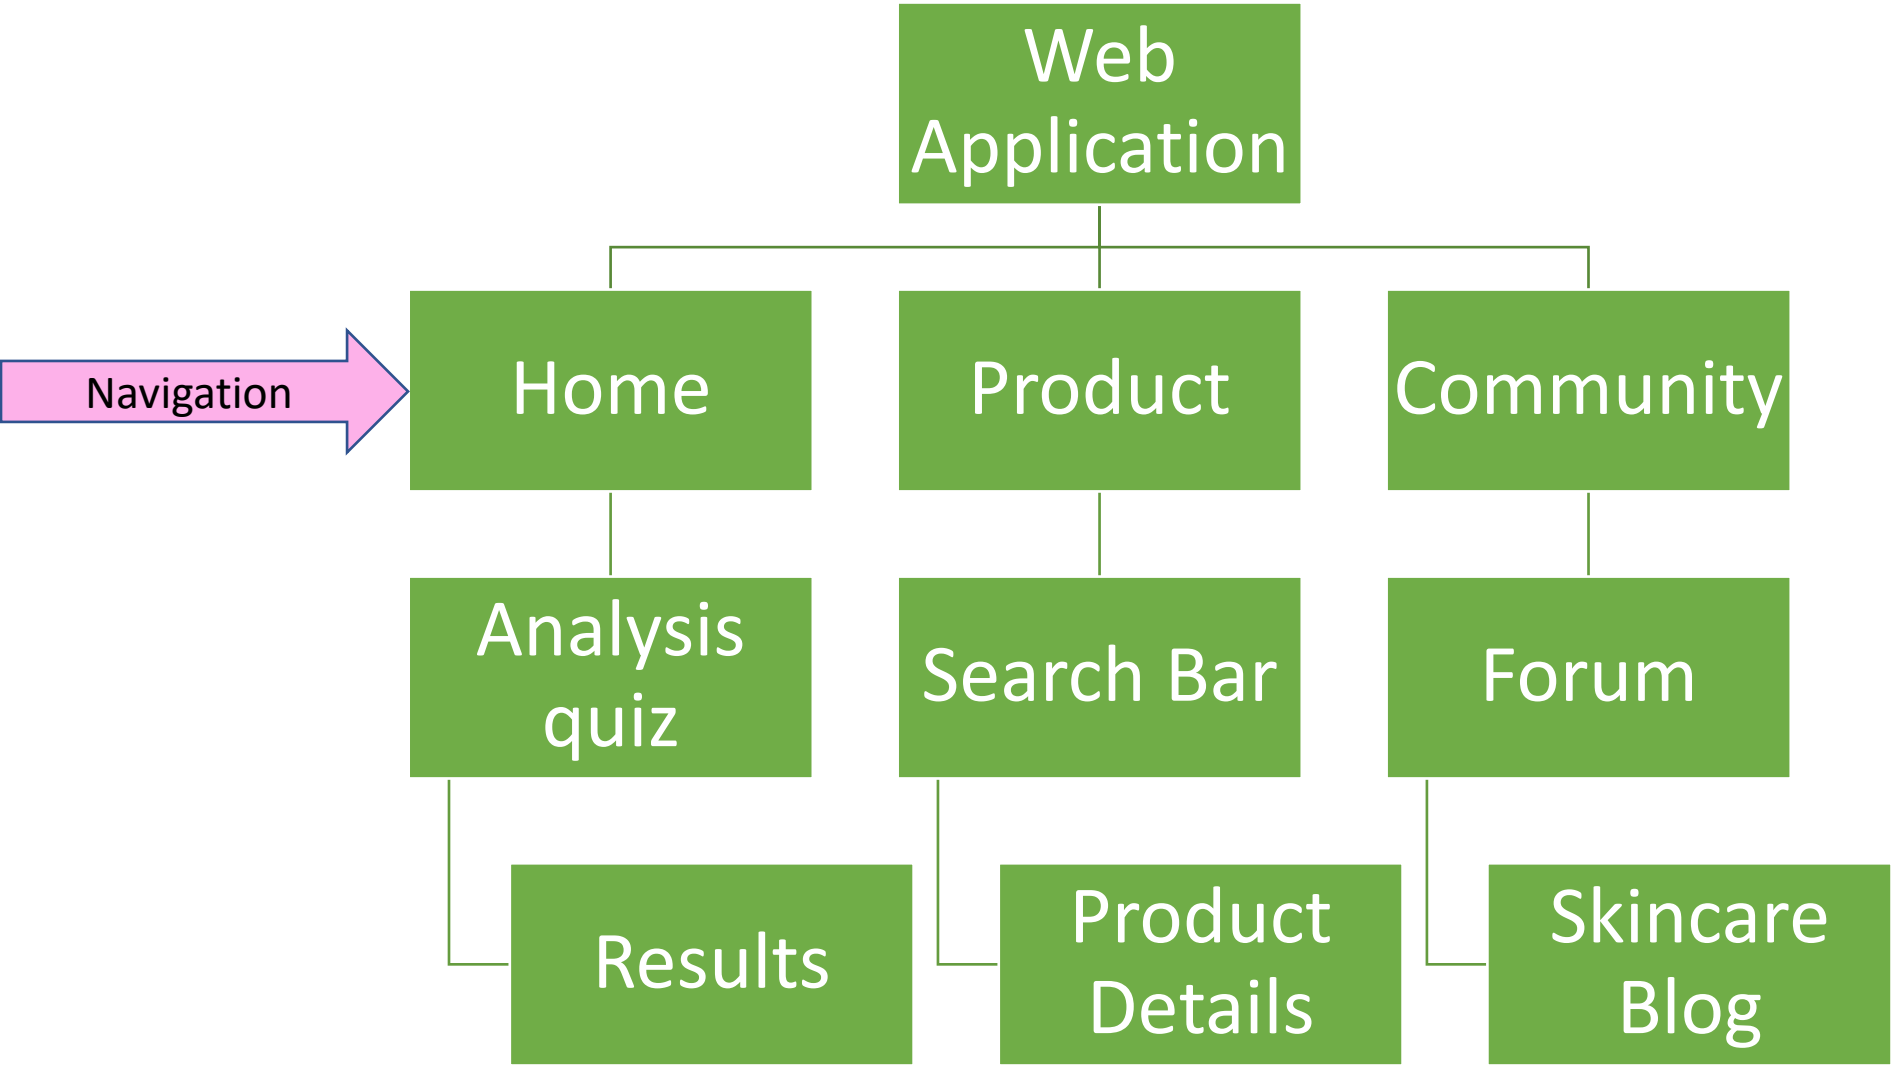 Web
Application
Navigation
Home
Product
Community
Analysis
quiz
Search Bar
Forum
Results
Product
Details
Skincare
Blog